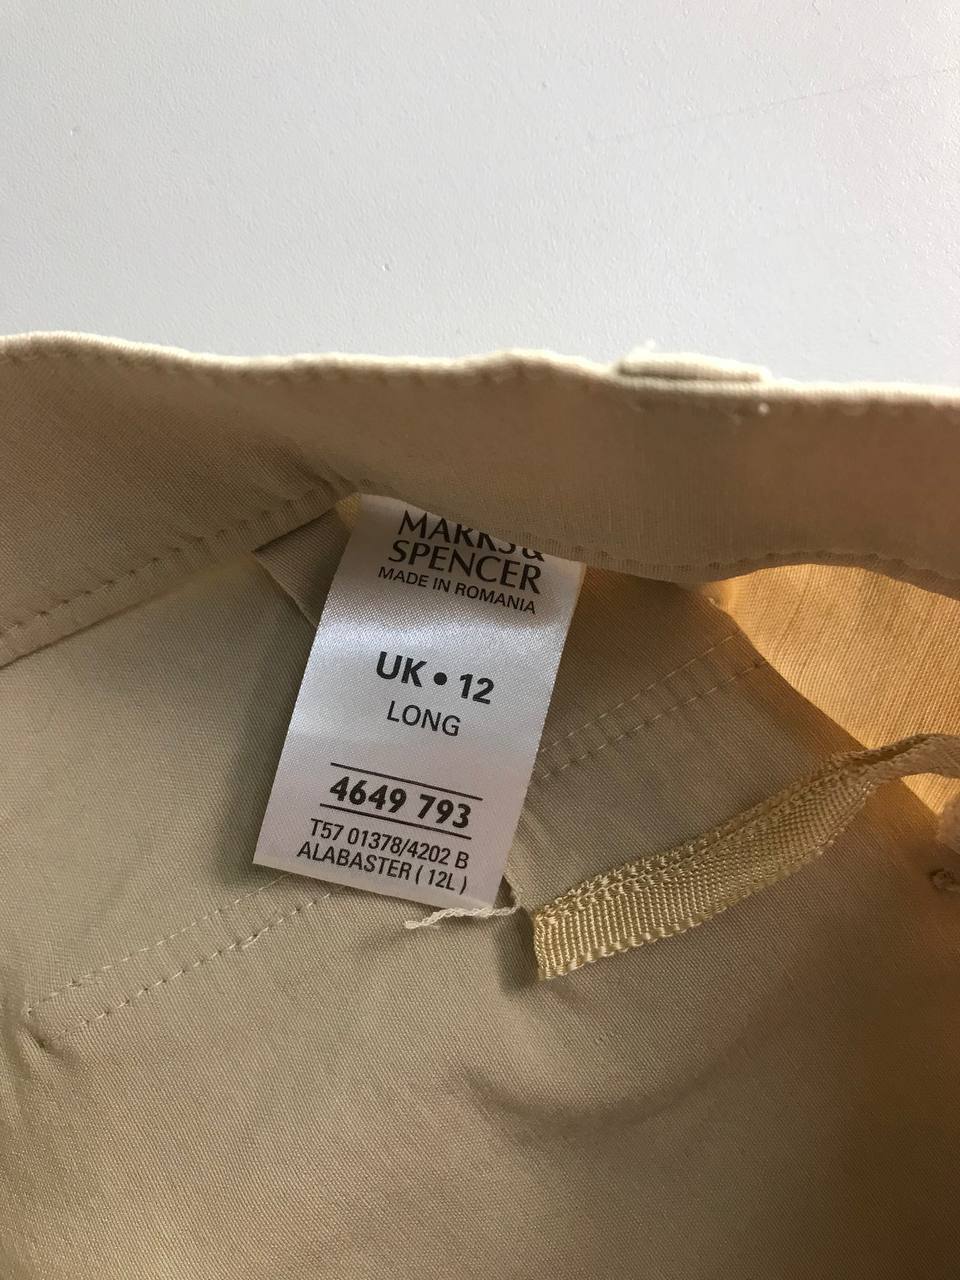 MARKS &
SPENCER
MADE IN ROMANIA
UK • 12
LONG
4649 793
T57 01378/4202 B
ALABASTER ( 12L )